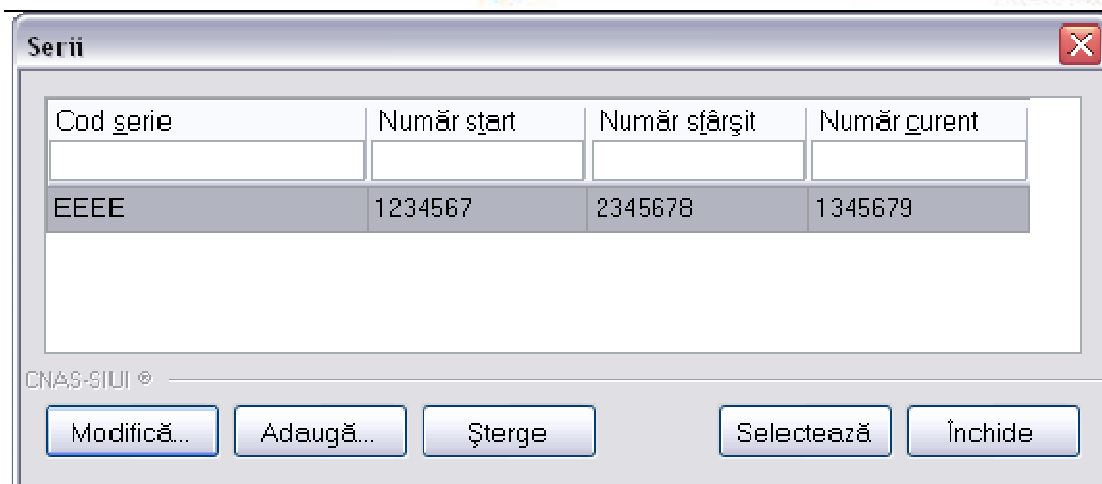 Serii
Cod serie Număr start Număr sfârşit Număr curent
EEEE 1234567 2345678 1345679
CNAS-SIUI ®
Modifică... Adaugă... Şterge Selectează Închide